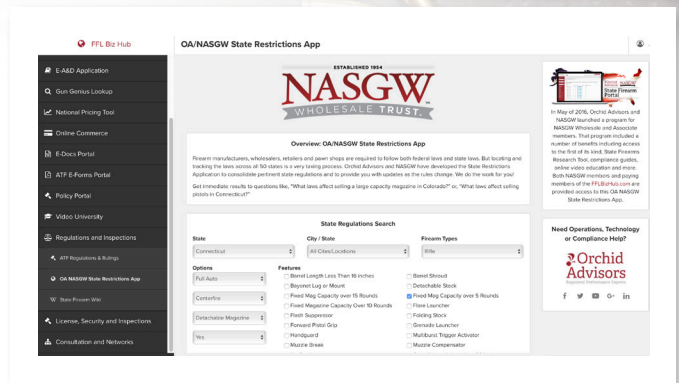 FFL Biz Hub
OA/NASGW State Restrictions App
E-A&D Application
Gun Genius Lookup
National Pricing Tool
Online Commerce
E-Docs Portal
ATF E-Forms Portal
Policy Portal
Video University
Regulations and Inspections
ATF Regulations & Rulings
OA NASGW State Restrictions App
State Firearm Wiki
License, Security and Inspections
Consultation and Networks
ESTABLISHED 1954
NASGW
WHOLESALE TRUST.
Overview: OA/NASGW State Restrictions App
Firearm manufacturers, wholesalers, retailers and pawn shops are required to follow both federal laws and state laws. But locating and
tracking the laws across all 50 states is a very taxing process. Orchid Advisors and NASGW have developed the State Restrictions
Application to consolidate pertinent state regulations and to provide you with updates as the rules change. We do the work for you!
Get immediate results to questions like, "What laws affect selling a large capacity magazine in Colorado?" or, "What laws affect selling
pistols in Connecticut?"
State Regulations Search
State
City / State
Firearm Types
Connecticut
All Cities/Locations
Rifle
Options
Features
Full Auto
Centerfire
Detachable Magazine
Yes
Barrel Length Less Than 16 inches
Bayonet Lug or Mount
Fixed Mag Capacity over 15 Rounds
Fixed Magazine Capacity Over 10 Rounds
Flash Suppressor
Forward Pistol Grip
Handguard
Muzzle Break
Barrel Shroud
Detachable Stock
Fixed Mag Capacity over 5 Rounds
Flare Launcher
Folding Stock
Grenade Launcher
Multiburst Trigger Activator
Muzzle Compensator
State Firearm
Portal
In May of 2016, Orchid Advisors and
NASGW launched a program for
NASGW Wholesale and Associate
members. That program included a
number of benefits including access
to the first of its kind, State Firearms
Research Tool, compliance guides,
online video education and more.
Both NASGW members and paying
members of the FFLBizHub.com are
provided access to this OA NASGW
State Restrictions App.
Need Operations, Technology
or Compliance Help?
Orchid
Advisors